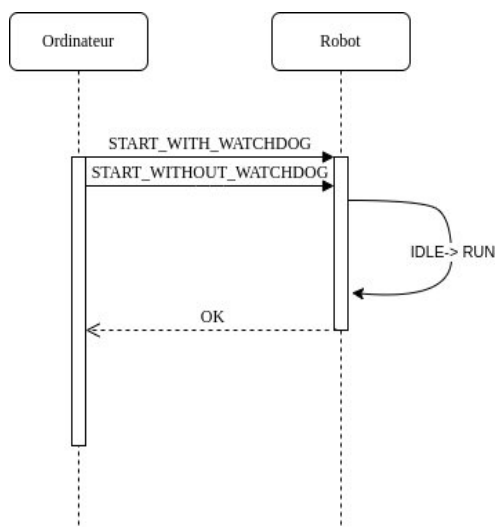 Ordinateur
Robot
START_WITH_WATCHDOG
START_WITHOUT_WATCHDOG
IDLE-> RUN
OK